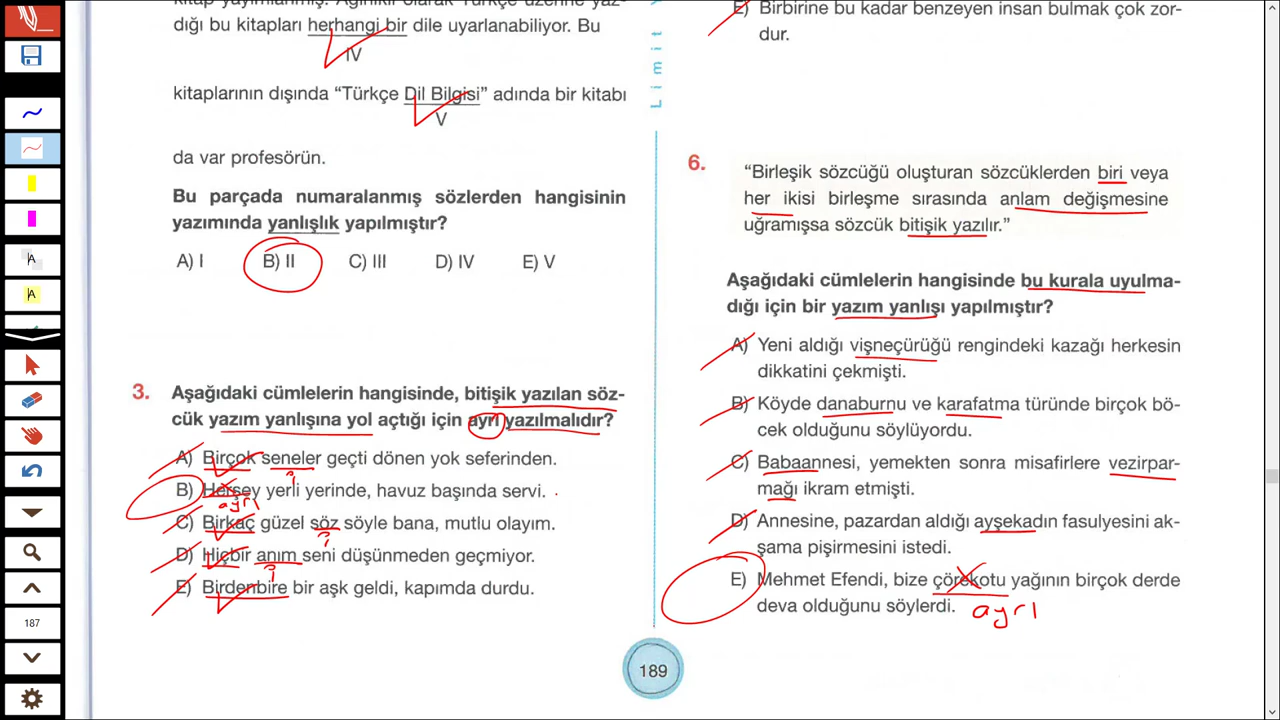 kitap yayımlanmış. Ağırlıklı olarak Türkçe üzerine yaz-
dığı bu kitapları herhangi bir dile uyarlanabiliyor. Bu
IV
kitaplarının dışında “Türkçe Dil Bilgisi” adında bir kitabı
V
da var profesörün.
Bu parçada numaralanmış sözlerden hangisinin
yazımında yanlışlık yapılmıştır?
A) I B) II C) III D) IV E) V
3. Aşağıdaki cümlelerin hangisinde, bitişik yazılan söz-
cük yazım yanlışına yol açtığı için ayrı yazılmalıdır?
A) Birçok seneler geçti dönen yok seferinden.
?
B) Herşey yerli yerinde, havuz başında servi.
ayrı
C) Birkaç güzel söz söyle bana, mutlu olayım.
?
D) Hiçbir anım seni düşünmeden geçmiyor.
?
E) Birdenbire bir aşk geldi, kapımda durdu.
Limit Y
E) Birbirine bu kadar benzeyen insan bulmak çok zor-
dur.
6.
“Birleşik sözcüğü oluşturan sözcüklerden biri veya
her ikisi birleşme sırasında anlam değişmesine
uğramışsa sözcük bitişik yazılır.”
Aşağıdaki cümlelerin hangisinde bu kurala uyulma-
dığı için bir yazım yanlışı yapılmıştır?
A) Yeni aldığı vişneçürüğü rengindeki kazağı herkesin
dikkatini çekmişti.
B) Köyde danaburnu ve karafatma türünde birçok bö-
cek olduğunu söylüyordu.
C) Babaannesi, yemekten sonra misafirlere vezirpar-
mağı ikram etmişti.
D) Annesine, pazardan aldığı ayşekadın fasulyesini ak-
şama pişirmesini istedi.
E) Mehmet Efendi, bize çörekotu yağının birçok derde
deva olduğunu söylerdi.
ayrı
189
A
A
187